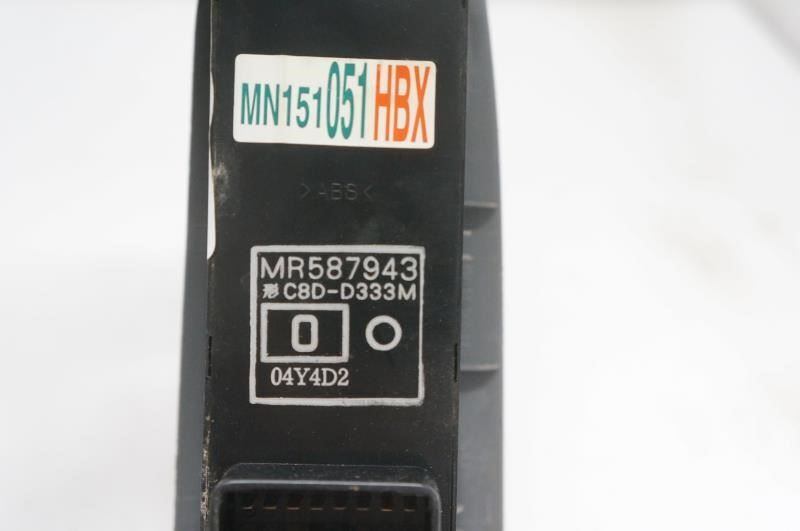 MN151051HBX
>ABS<
MR587943
形 C8D-D333M
0 O
04Y4D2